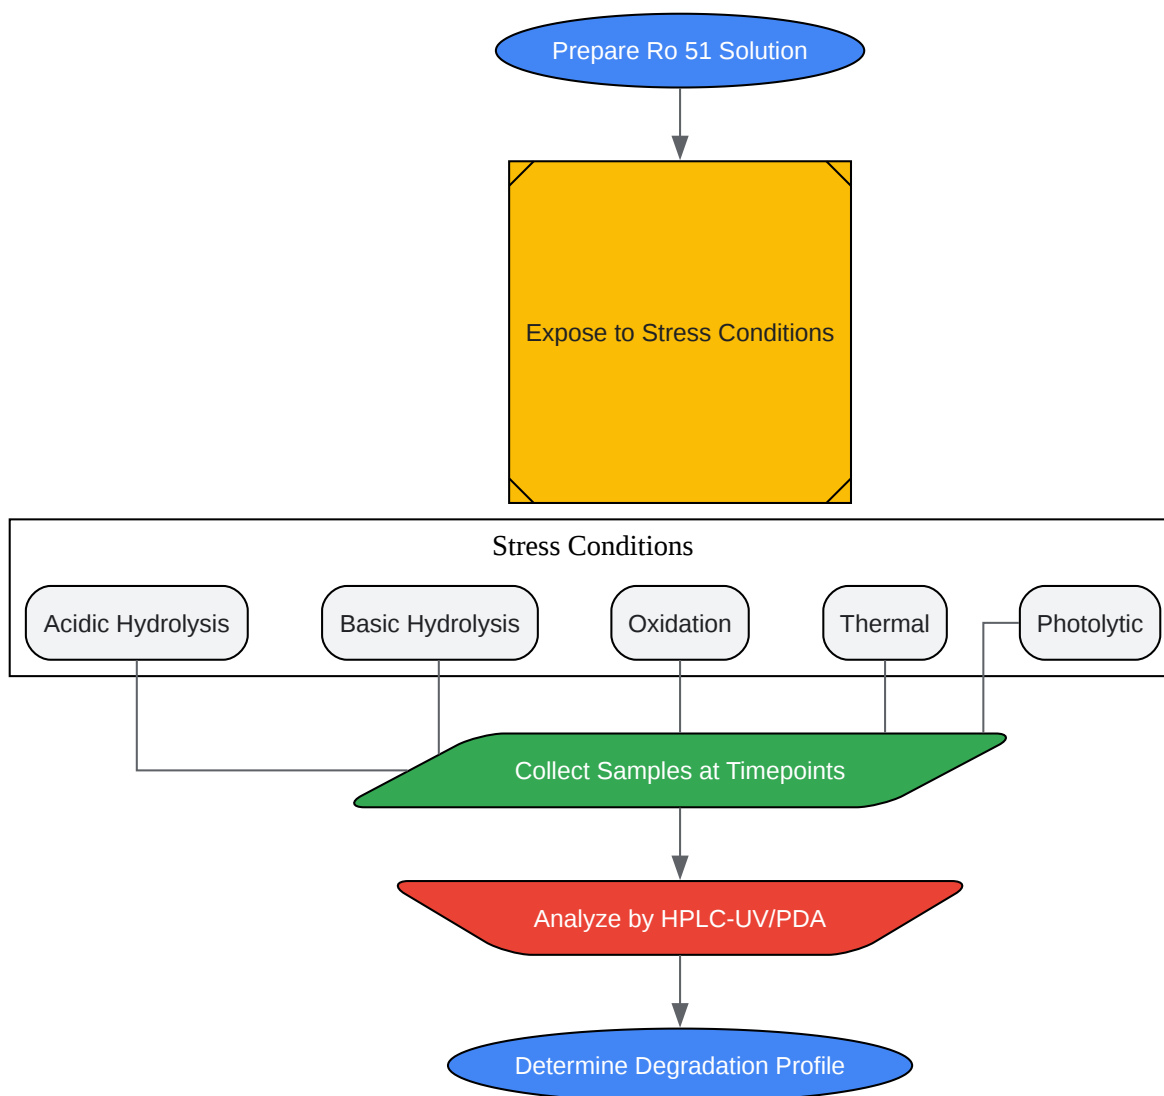 Prepare Ro 51 Solution
Expose to Stress Conditions
Stress Conditions
Acidic Hydrolysis
Basic Hydrolysis
Oxidation
Thermal
Photolytic
Collect Samples at Timepoints
Analyze by HPLC-UV/PDA
Determine Degradation Profile